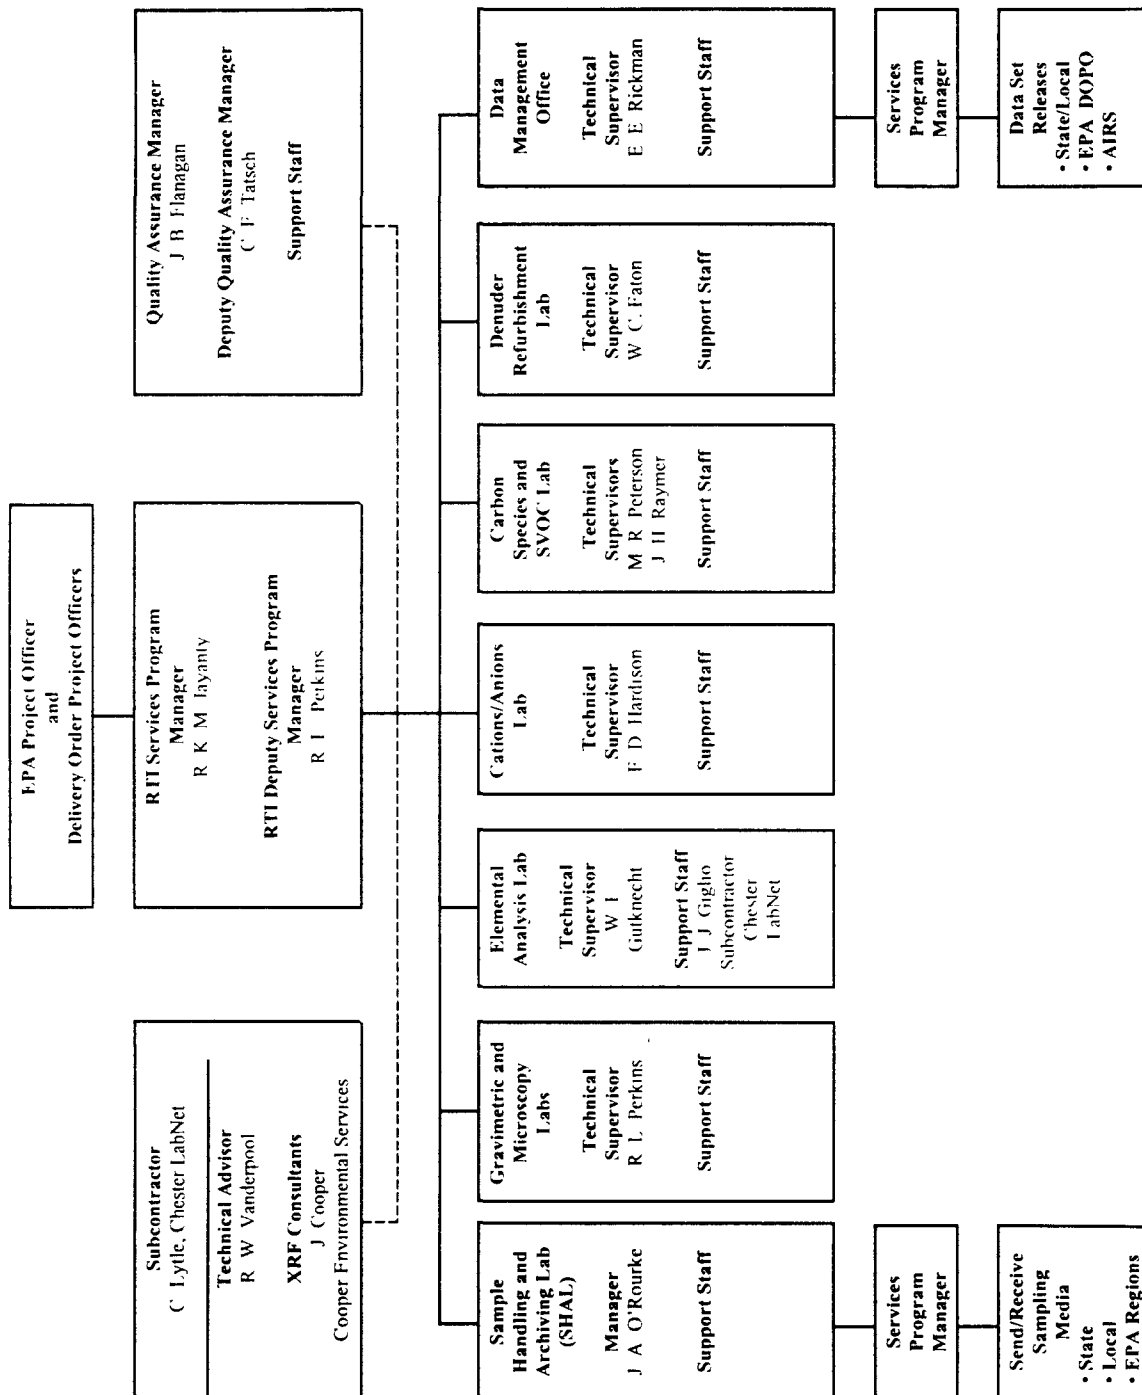 EPA Project Officer
and
Delivery Order Project Officers
Subcontractor
C Lytle, Chester LabNet
Technical Advisor
R W Vanderpool
XRF Consultants
J Cooper
Cooper Environmental Services
RTI Services Program
Manager
R K M Jayanty
RTI Deputy Services Program
Manager
R L Perkins
Quality Assurance Manager
J B Flanagan
Deputy Quality Assurance Manager
C F Tatsch
Support Staff
Sample
Handling and
Archiving Lab
(SHAL)
Manager
J A O'Rourke
Support Staff
Gravimetric and
Microscopy
Labs
Technical
Supervisor
R L Perkins
Support Staff
Elemental
Analysis Lab
Technical
Supervisor
W F
Gutknecht
Support Staff
J J Giglio
Subcontractor
Chester
LabNet
Cations/Anions
Lab
Technical
Supervisor
E D Hardison
Support Staff
Carbon
Species and
SVOC Lab
Technical
Supervisors
M R Peterson
J H Raymer
Support Staff
Denuder
Refurbishment
Lab
Technical
Supervisor
W C. Eaton
Support Staff
Data
Management
Office
Technical
Supervisor
E E Rickman
Support Staff
Services
Program
Manager
Send/Receive
Sampling
Media
• State
• Local
• EPA Regions
Services
Program
Manager
Data Set
Releases
• State/Local
• EPA DOPO
• AIRS